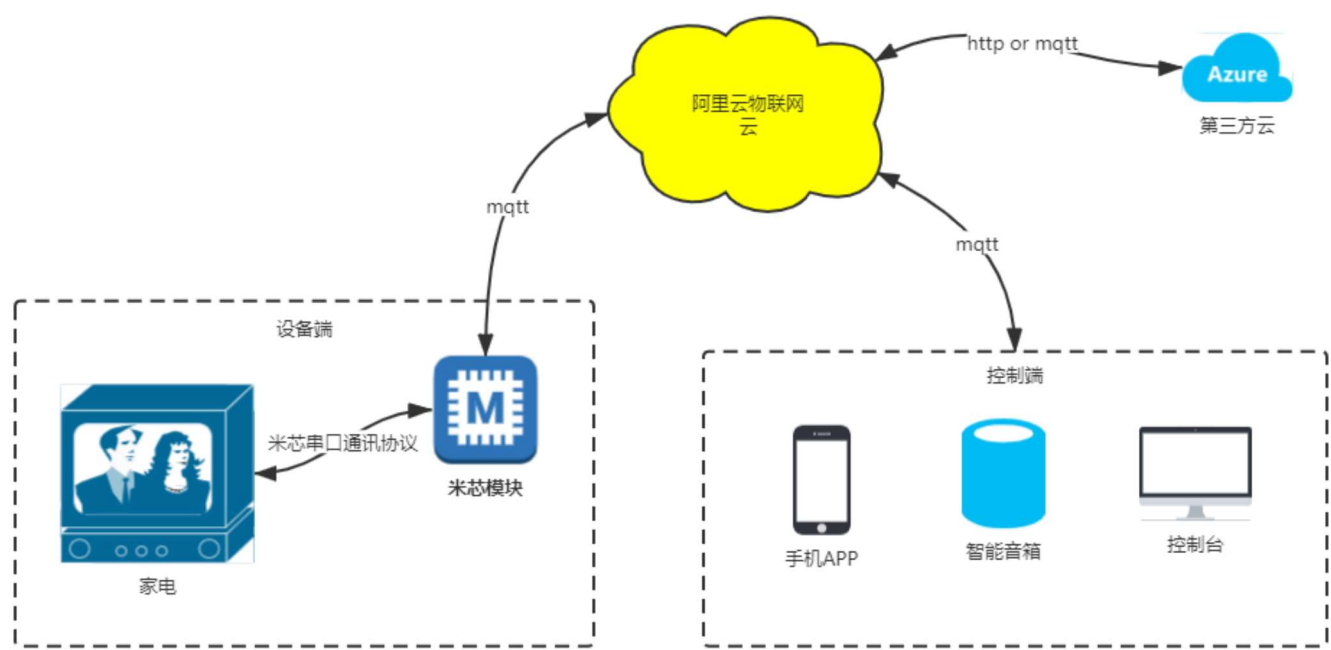 http or mqtt
Azure
第三方云
阿里云物联网
云
mqtt
mqtt
设备端
M
米芯串口通讯协议
米芯模块
家电
控制端
手机APP
智能音箱
控制台